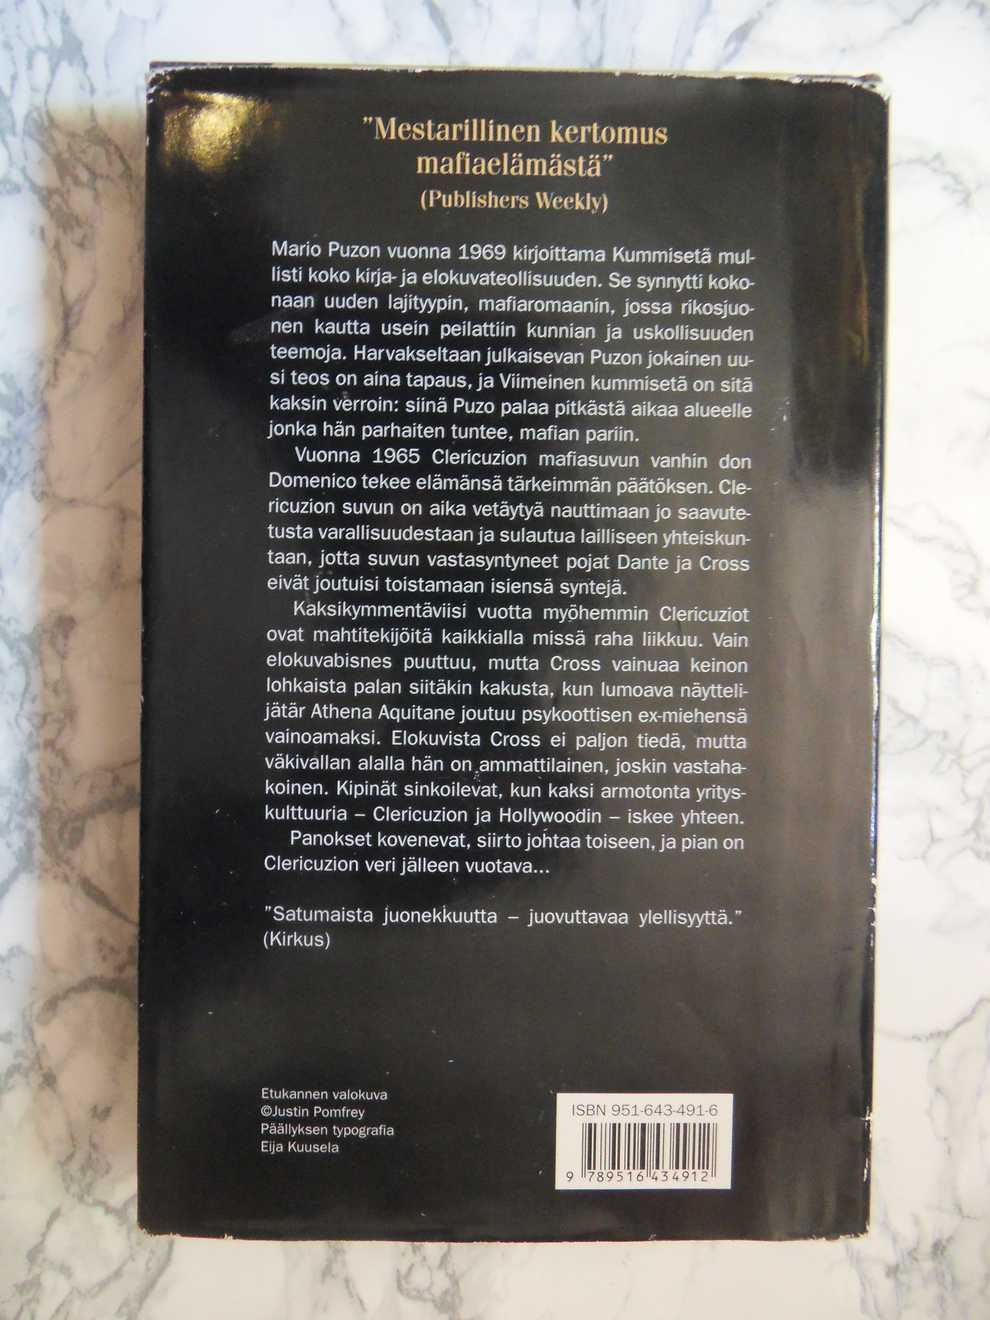 "Mestarillinen kertomus
mafiaelämästä"
(Publishers Weekly)
Mario Puzon vuonna 1969 kirjoittama Kummisetä mul-
listi koko kirja- ja elokuvateollisuuden. Se synnytti koko-
naan uuden lajityypin, mafiaromaanin, jossa rikosjuo-
nen kautta usein peilattiin kunnian ja uskollisuuden
teemoja. Harvakseltaan julkaisevan Puzon jokainen uu-
si teos on aina tapaus, ja Viimeinen kummisetä on sitä
kaksin verroin: siinä Puzo palaa pitkästä aikaa alueelle
jonka hän parhaiten tuntee, mafian pariin.
Vuonna 1965 Clericuzion mafiasuvun vanhin don
Domenico tekee elämänsä tärkeimmän päätöksen. Cle-
ricuzion suvun on aika vetäytyä nauttimaan jo saavute-
tusta varallisuudestaan ja sulautua lailliseen yhteiskun-
taan, jotta suvun vastasyntyneet pojat Dante ja Cross
eivät joutuisi toistamaan isiensä syntejä.
Kaksikymmentäviisi vuotta myöhemmin Clericuziot
ovat mahtitekijöitä kaikkialla missä raha liikkuu. Vain
elokuvabisnes puuttuu, mutta Cross vainuaa keinon
lohkaista palan siitäkin kakusta, kun lumoava näytteli-
jätär Athena Aquitane joutuu psykoottisen ex-miehensä
vainoamaksi. Elokuvista Cross ei paljon tiedä, mutta
väkivallan alalla hän on ammattilainen, joskin vastaha-
koinen. Kipinät sinkoilevat, kun kaksi armotonta yritys-
kulttuuria – Clericuzion ja Hollywoodin – iskee yhteen.
Panokset kovenevat, siirto johtaa toiseen, ja pian on
Clericuzion veri jälleen vuotava...
"Satumaista juonekkuutta – juovuttavaa ylellisyyttä."
(Kirkus)
Etukannen valokuva
©Justin Pomfrey
Päällyksen typografia
Eija Kuusela
ISBN 951-643-491-6
9 789516 434912